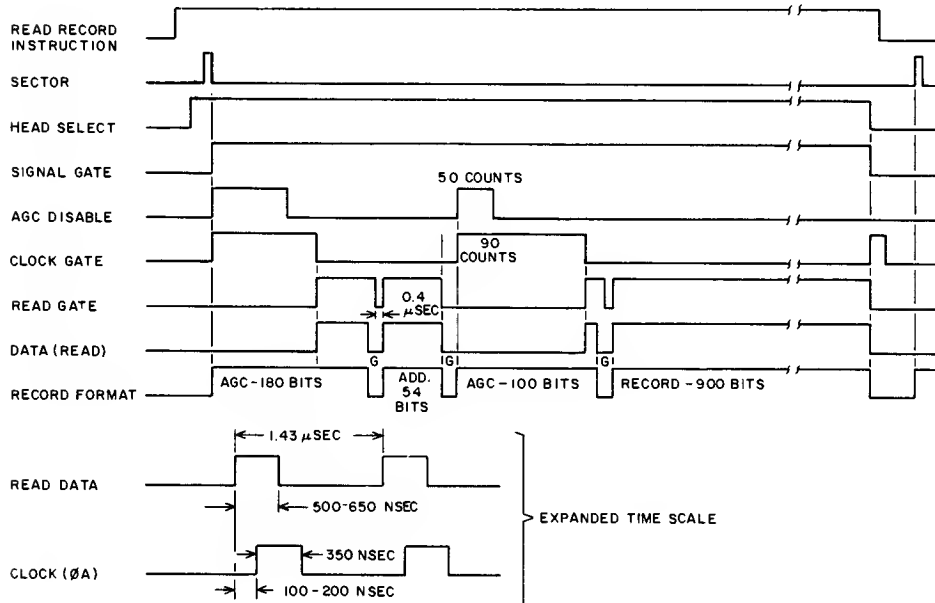 READ RECORD
INSTRUCTION
SECTOR
HEAD SELECT
SIGNAL GATE
50 COUNTS
AGC DISABLE
CLOCK GATE
90
COUNTS
READ GATE
0.4
μSEC
DATA (READ)
G
G
G
RECORD FORMAT
AGC-180 BITS
ADD.
54
BITS
AGC-100 BITS
RECORD-900 BITS
1.43 μSEC
READ DATA
500-650 NSEC
EXPANDED TIME SCALE
350 NSEC
CLOCK (ØA)
100-200 NSEC